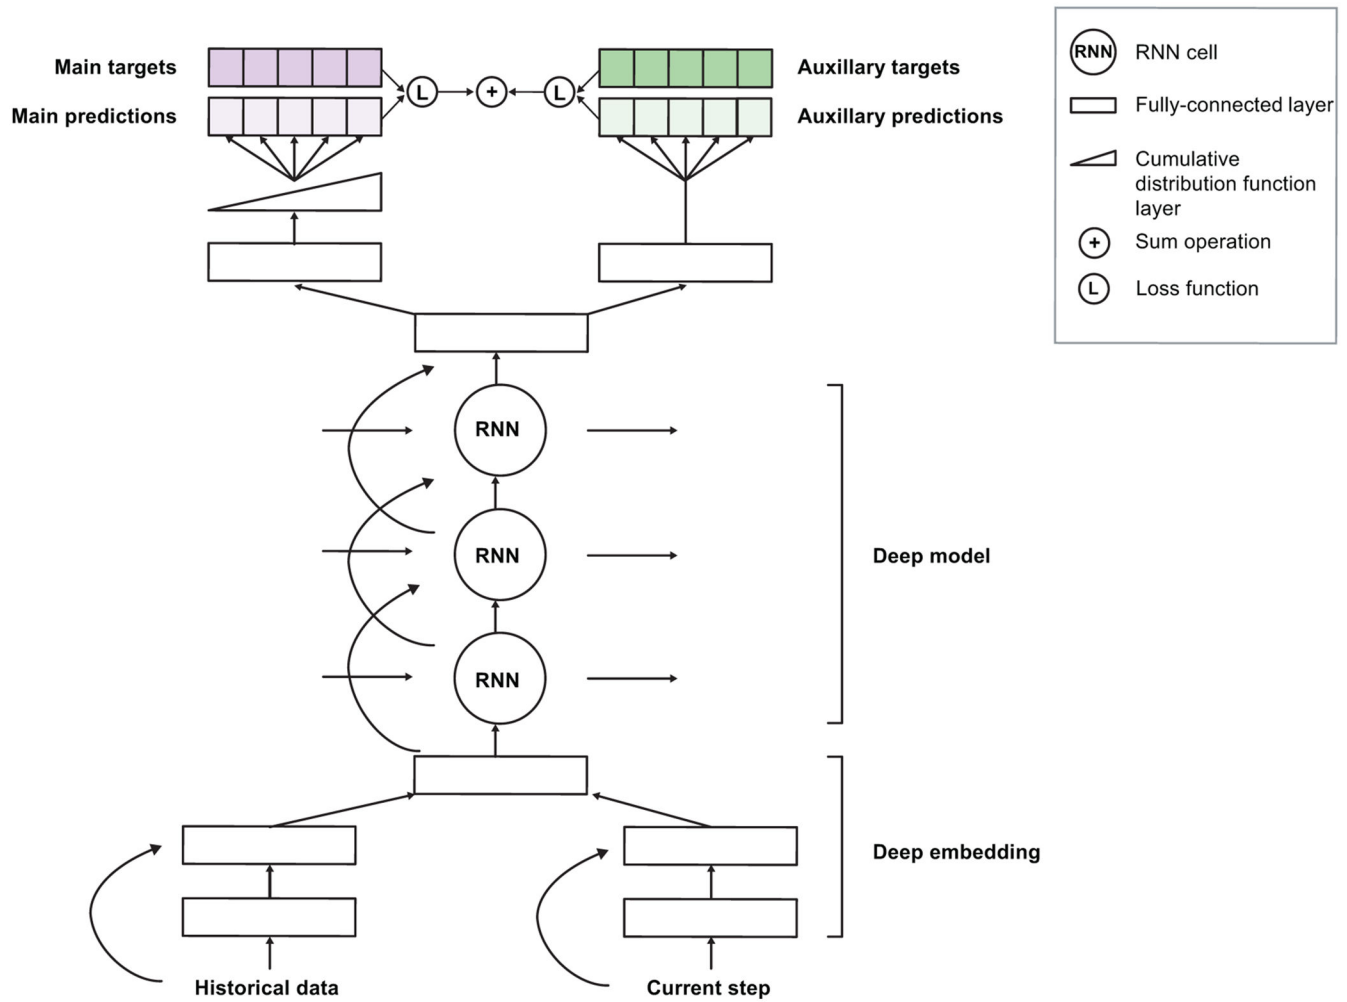 Main targets
Main predictions
L
+
L
Auxillary targets
Auxillary predictions
RNN
RNN cell
Fully-connected layer
Cumulative
distribution function
layer
+
Sum operation
L
Loss function
RNN
RNN
RNN
Deep model
Deep embedding
Historical data
Current step